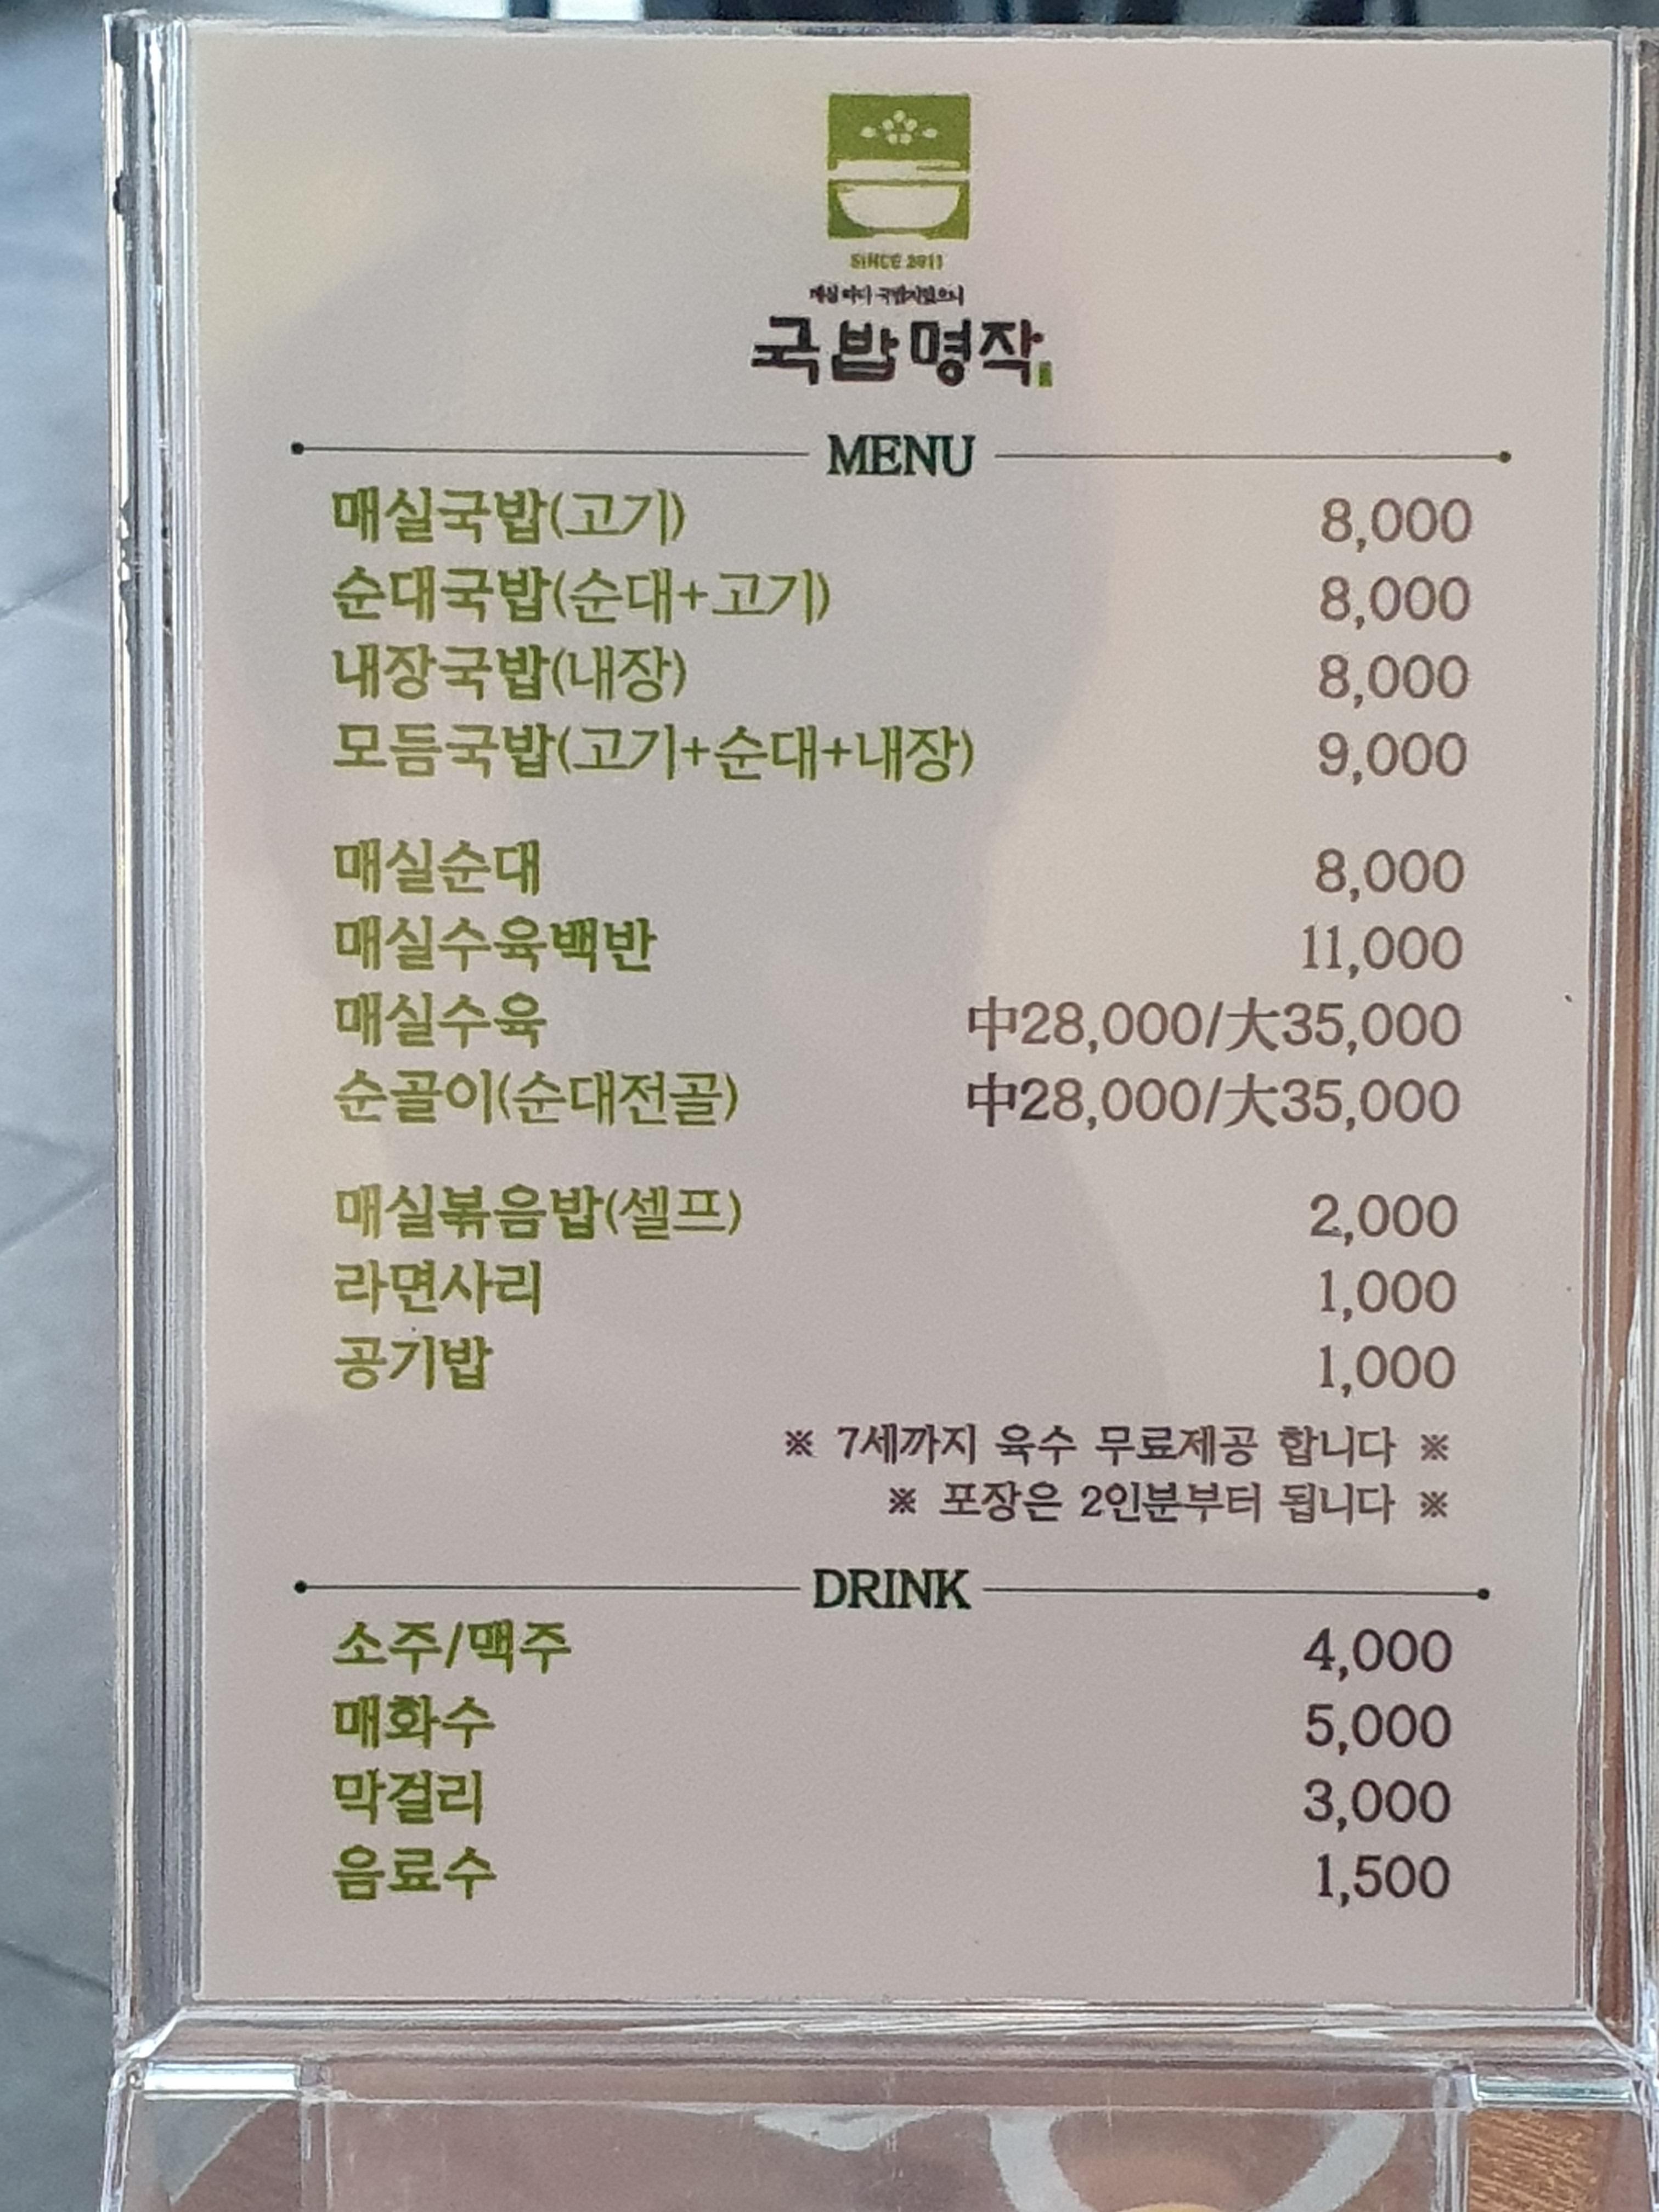 SINCE 2011
국밥명작
MENU
매실국밥(고기) 8,000
순대국밥(순대+고기) 8,000
내장국밥(내장) 8,000
모듬국밥(고기+순대+내장) 9,000
매실순대 8,000
매실수육백반 11,000
매실수육 中28,000/大35,000
순골이(순대전골) 中28,000/大35,000
매실볶음밥(셀프) 2,000
라면사리 1,000
공기밥 1,000
※ 7세까지 육수 무료제공 합니다 ※
※ 포장은 2인분부터 됩니다 ※
DRINK
소주/맥주 4,000
매화수 5,000
막걸리 3,000
음료수 1,500